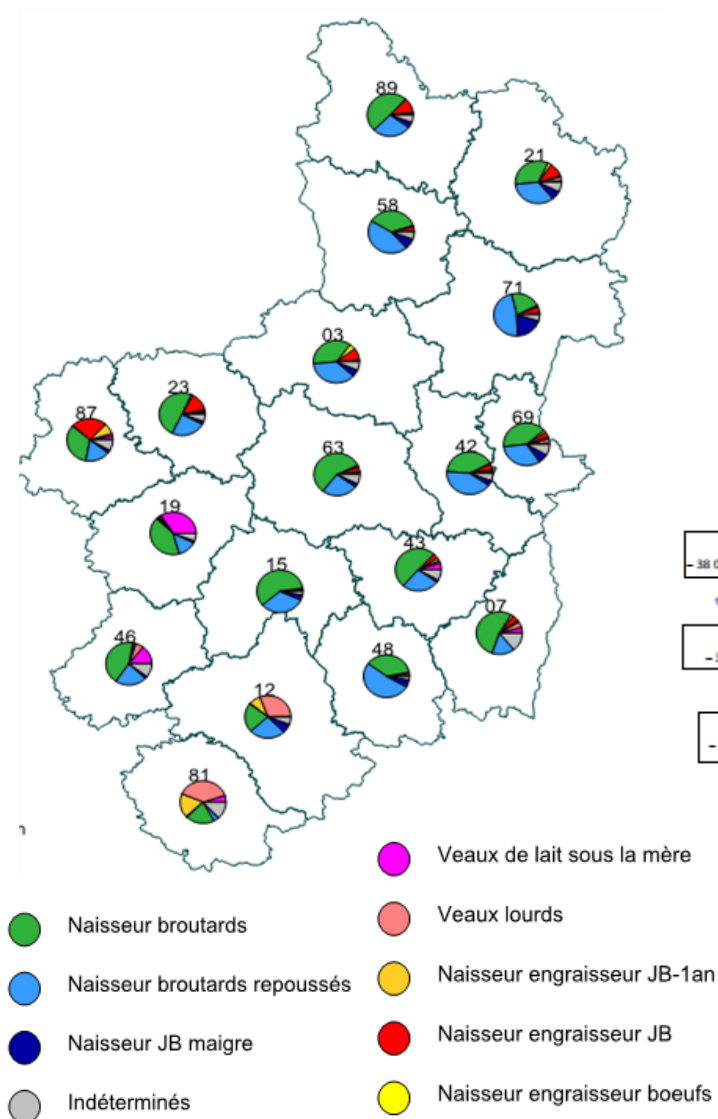 89
21
58
71
03
23
87
69
63
42
19
43
15
07
46
48
12
81
- 38 0
n
Veaux de lait sous la mère
Naisseur broutards
Veaux lourds
Naisseur broutards repoussés
Naisseur engraisseur JB-1an
Naisseur JB maigre
Naisseur engraisseur JB
Indéterminés
Naisseur engraisseur boeufs